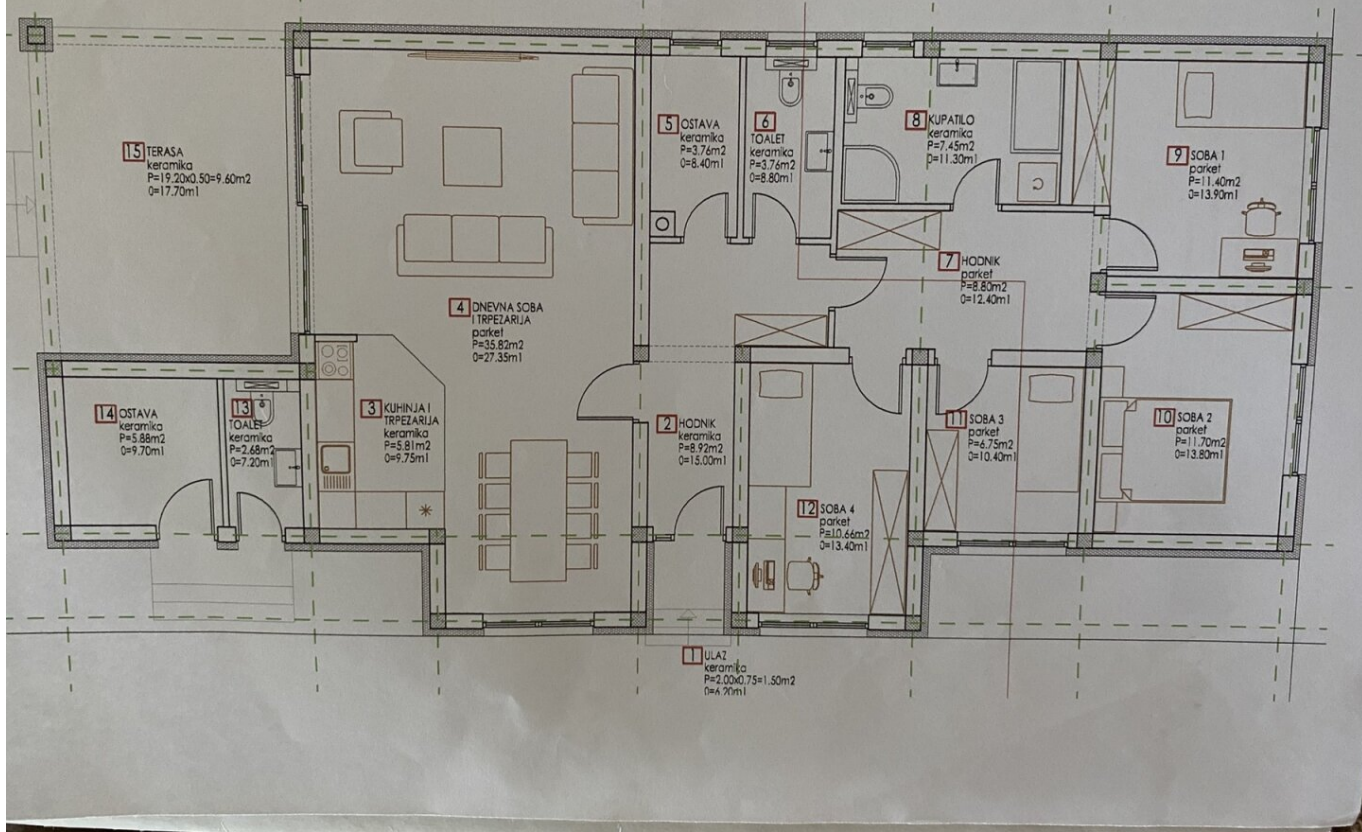 15 TERASA
keramika
P=19.20x0.50=9.60m2
O=17.70m1
5 OSTAVA
keramika
P=3.76m2
O=8.40m1
6
TOALET
keramika
P=3.76m2
O=8.80m1
8 KUPATILO
keramika
P=7.45m2
O=11.30m1
9 SOBA 1
parket
P=11.40m2
O=13.90m1
7 HODNIK
parket
P=8.80m2
O=12.40m1
4 DNEVNA SOBA
I TRPEZARIJA
parket
P=35.82m2
O=27.35m1
14 OSTAVA
keramika
P=5.88m2
O=9.70m1
13
TOALET
keramika
P=2.68m2
O=7.20m1
3 KUHINJA I
TRPEZARIJA
keramika
P=5.81m2
O=9.75m1
2 HODNIK
keramika
P=8.92m2
O=15.00m1
11 SOBA 3
parket
P=6.75m2
O=10.40m1
10 SOBA 2
parket
P=11.70m2
O=13.80m1
12 SOBA 4
parket
P=10.66m2
O=13.40m1
1 ULAZ
keramika
P=2.00x0.75=1.50m2
O=6.20m1